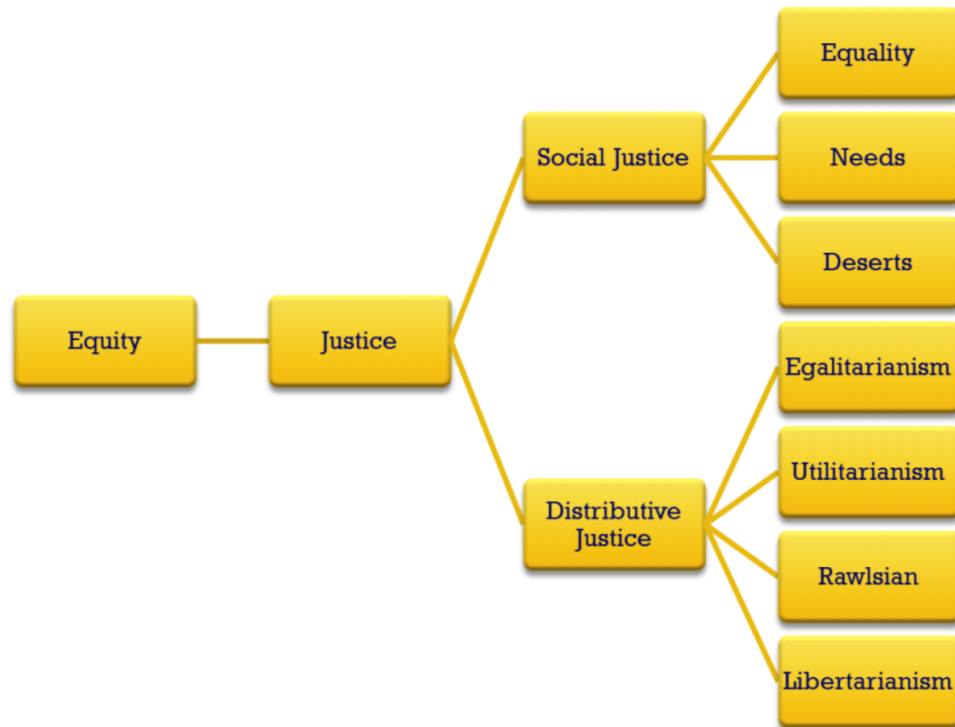 Equity
Justice
Social Justice
Equality
Needs
Deserts
Distributive
Justice
Egalitarianism
Utilitarianism
Rawlsian
Libertarianism